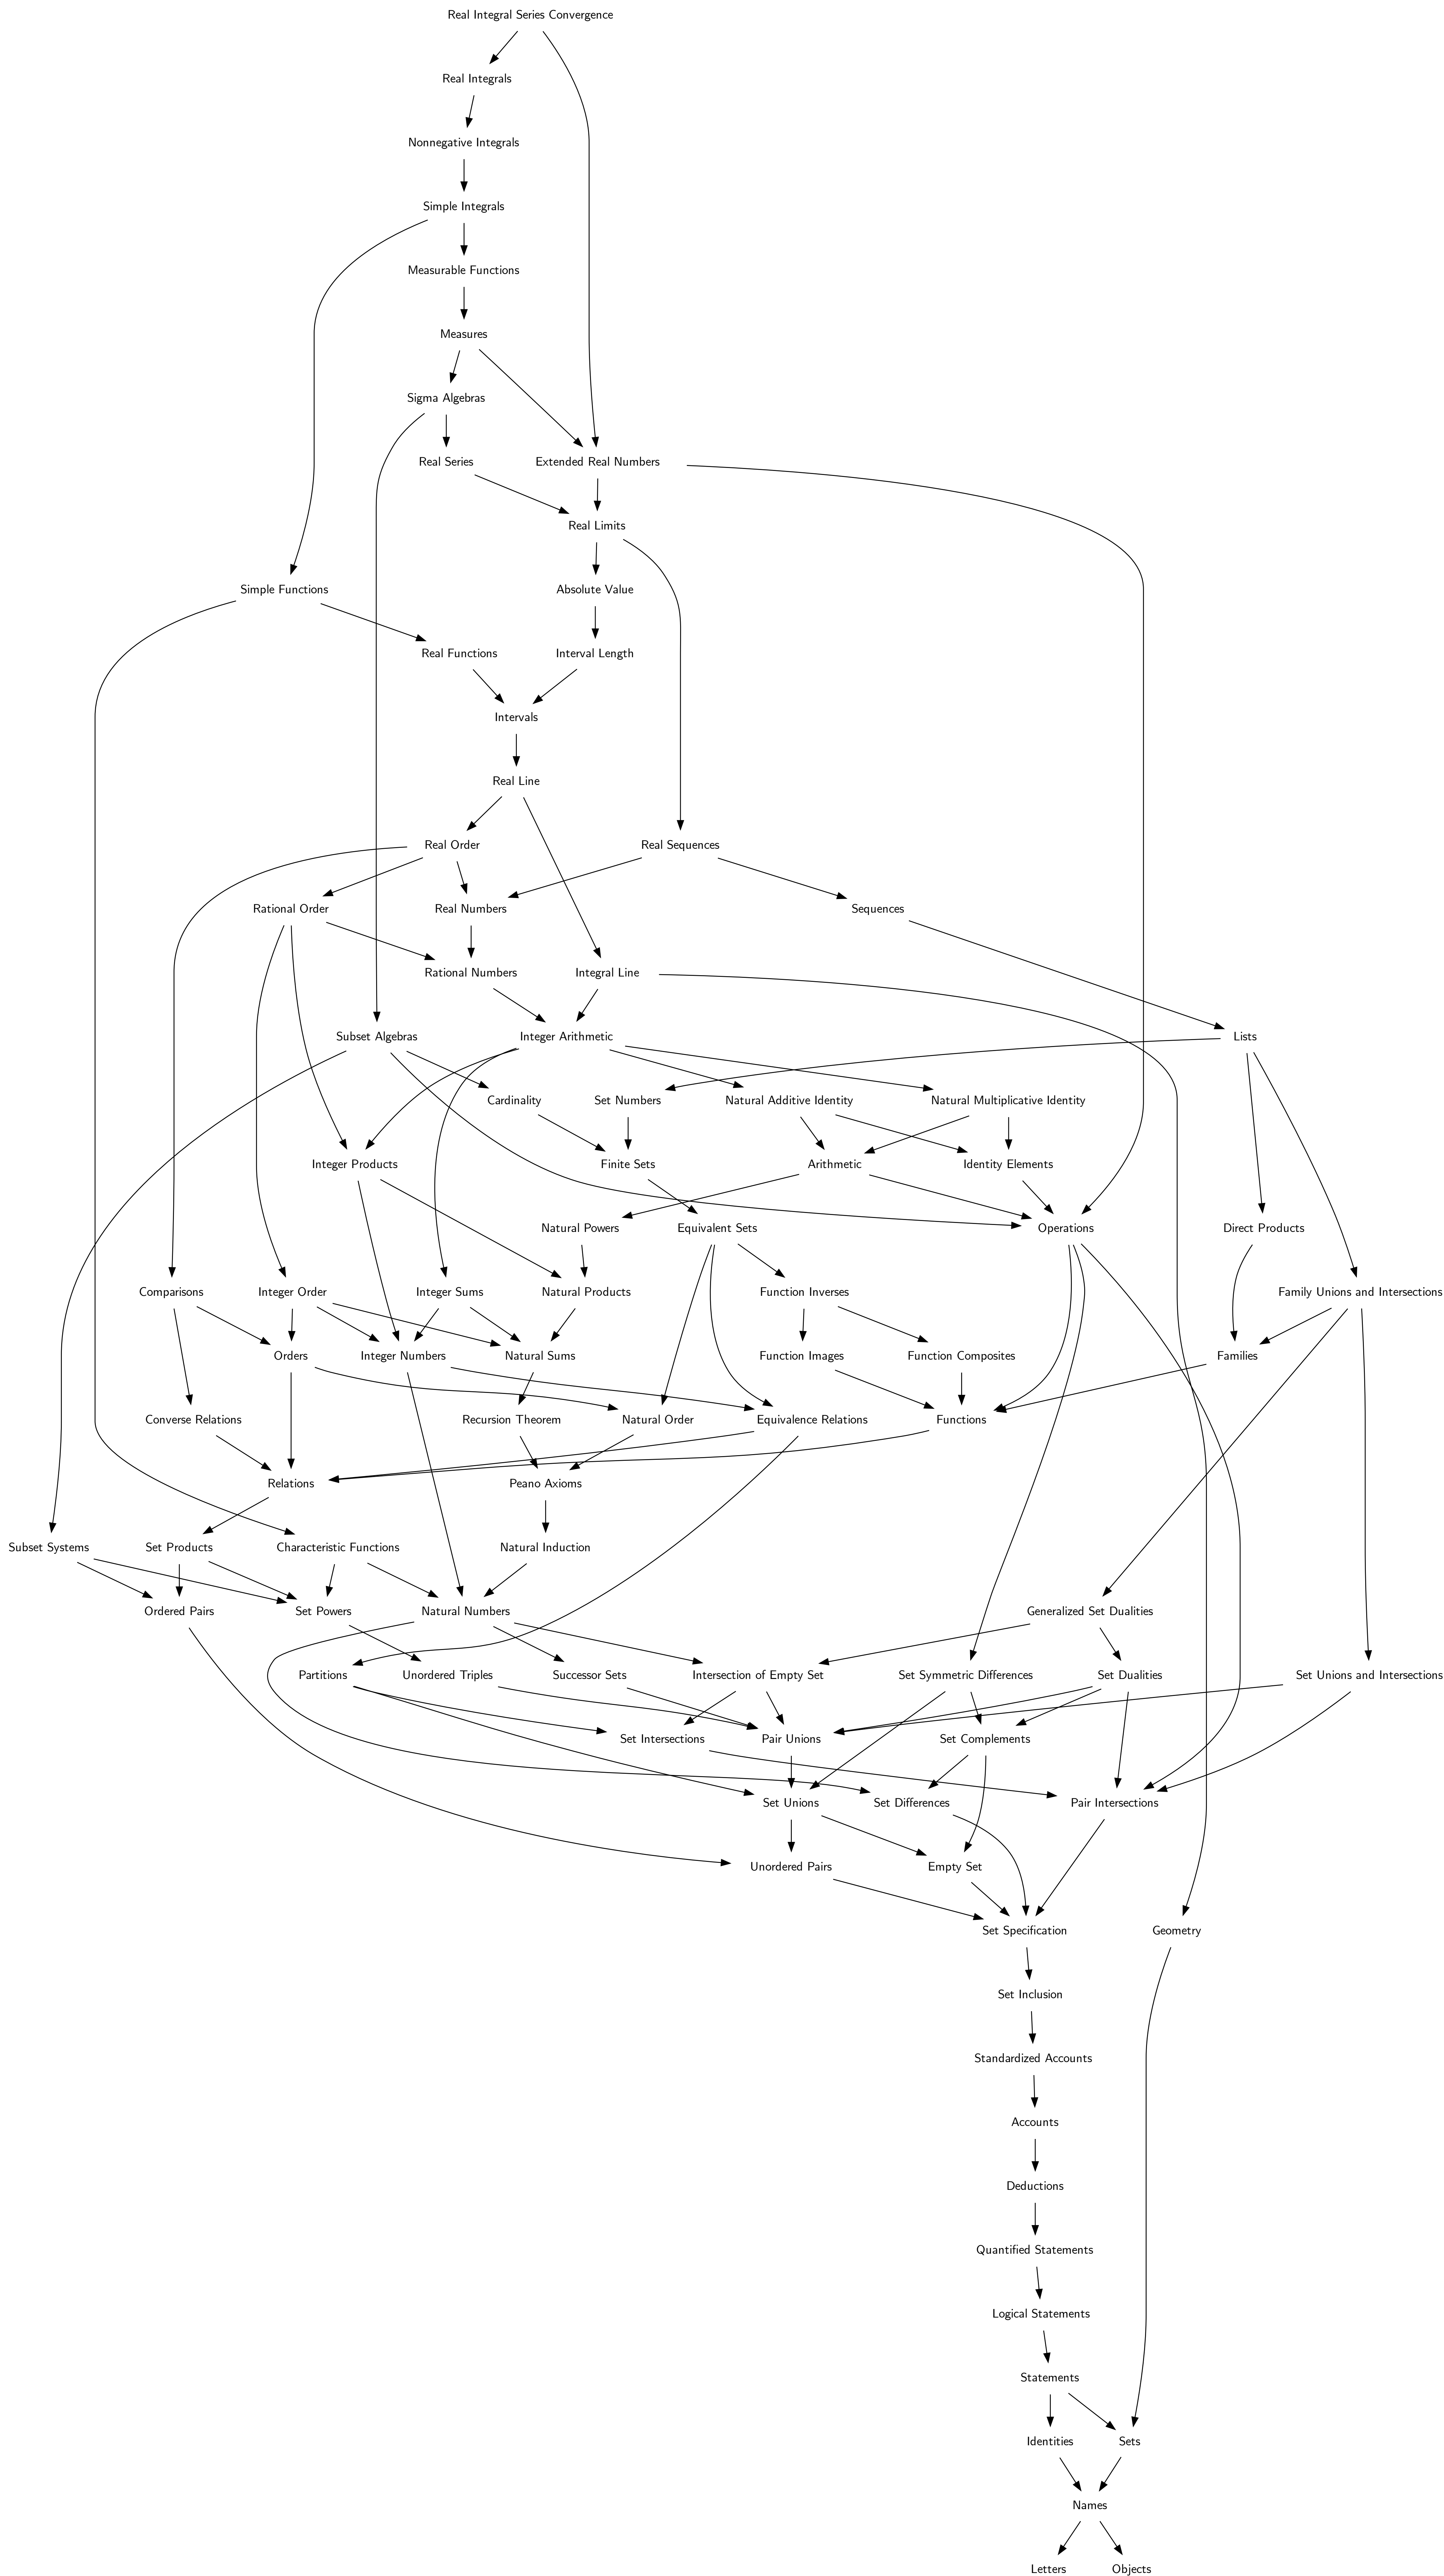 Real Integral Series Convergence
Real Integrals
Nonnegative Integrals
Simple Integrals
Measurable Functions
Measures
Sigma Algebras
Real Series
Extended Real Numbers
Real Limits
Simple Functions
Absolute Value
Real Functions
Interval Length
Intervals
Real Line
Real Order
Real Sequences
Rational Order
Real Numbers
Sequences
Rational Numbers
Integral Line
Subset Algebras
Integer Arithmetic
Lists
Cardinality
Set Numbers
Natural Additive Identity
Natural Multiplicative Identity
Integer Products
Finite Sets
Arithmetic
Identity Elements
Natural Powers
Equivalent Sets
Operations
Direct Products
Comparisons
Integer Order
Integer Sums
Natural Products
Function Inverses
Family Unions and Intersections
Orders
Integer Numbers
Natural Sums
Function Images
Function Composites
Families
Converse Relations
Recursion Theorem
Natural Order
Equivalence Relations
Functions
Relations
Peano Axioms
Subset Systems
Set Products
Characteristic Functions
Natural Induction
Ordered Pairs
Set Powers
Natural Numbers
Generalized Set Dualities
Partitions
Unordered Triples
Successor Sets
Intersection of Empty Set
Set Symmetric Differences
Set Dualities
Set Unions and Intersections
Set Intersections
Pair Unions
Set Complements
Set Unions
Set Differences
Pair Intersections
Unordered Pairs
Empty Set
Set Specification
Geometry
Set Inclusion
Standardized Accounts
Accounts
Deductions
Quantified Statements
Logical Statements
Statements
Identities
Sets
Names
Letters
Objects